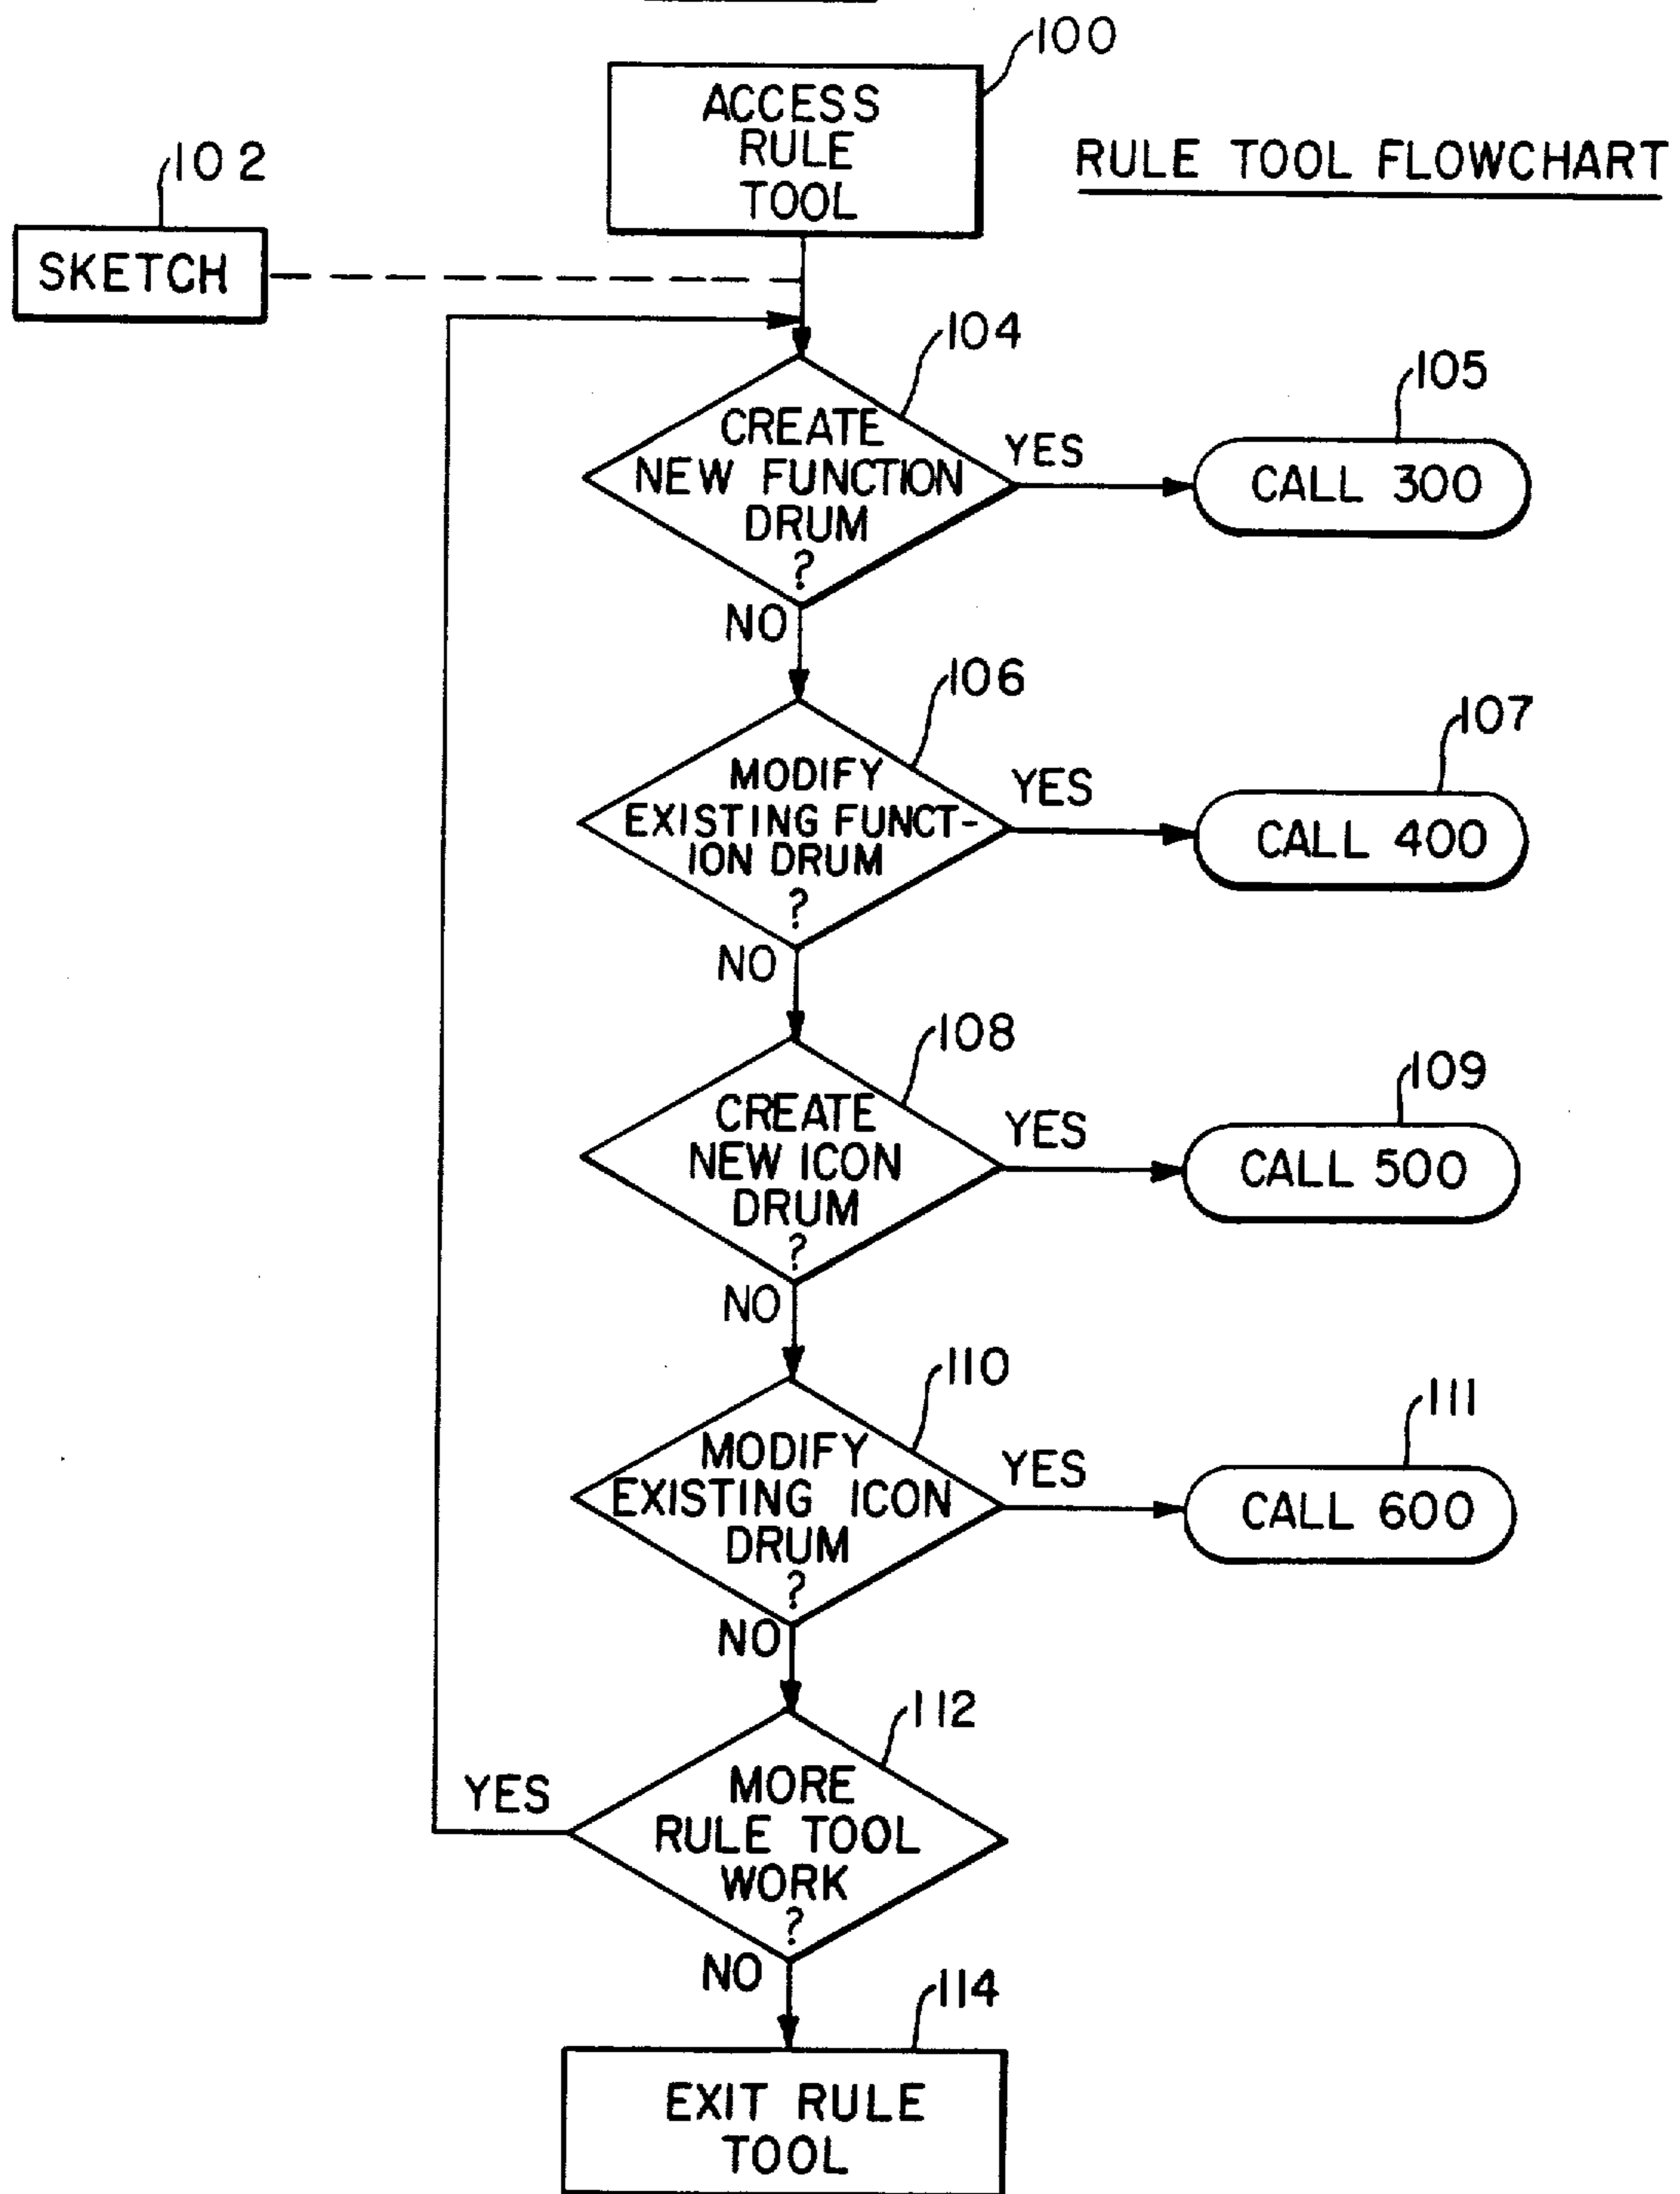 100
ACCESS
RULE
TOOL
RULE TOOL FLOWCHART
102
SKETCH
104
CREATE
NEW FUNCTION
DRUM
?
YES
105
CALL 300
NO
106
MODIFY
EXISTING FUNCT-
ION DRUM
?
YES
107
CALL 400
NO
108
CREATE
NEW ICON
DRUM
?
YES
109
CALL 500
NO
110
MODIFY
EXISTING ICON
DRUM
?
YES
111
CALL 600
NO
112
MORE
RULE TOOL
WORK
?
YES
NO
114
EXIT RULE
TOOL